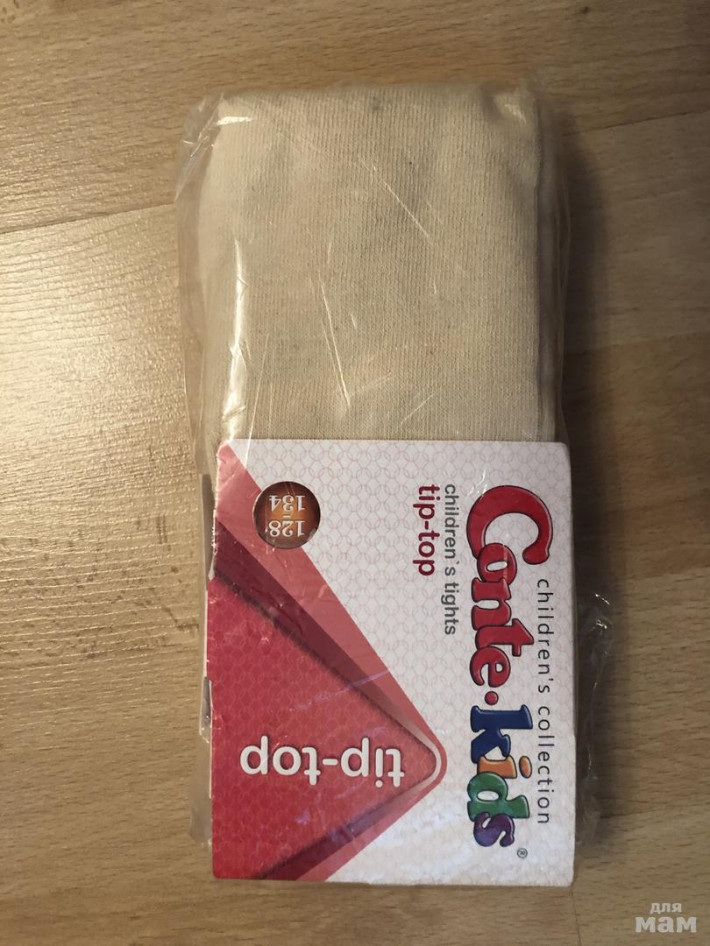 children's collection
Conte·kids®
children`s tights
tip-top
128
134
tip-top
для
мам